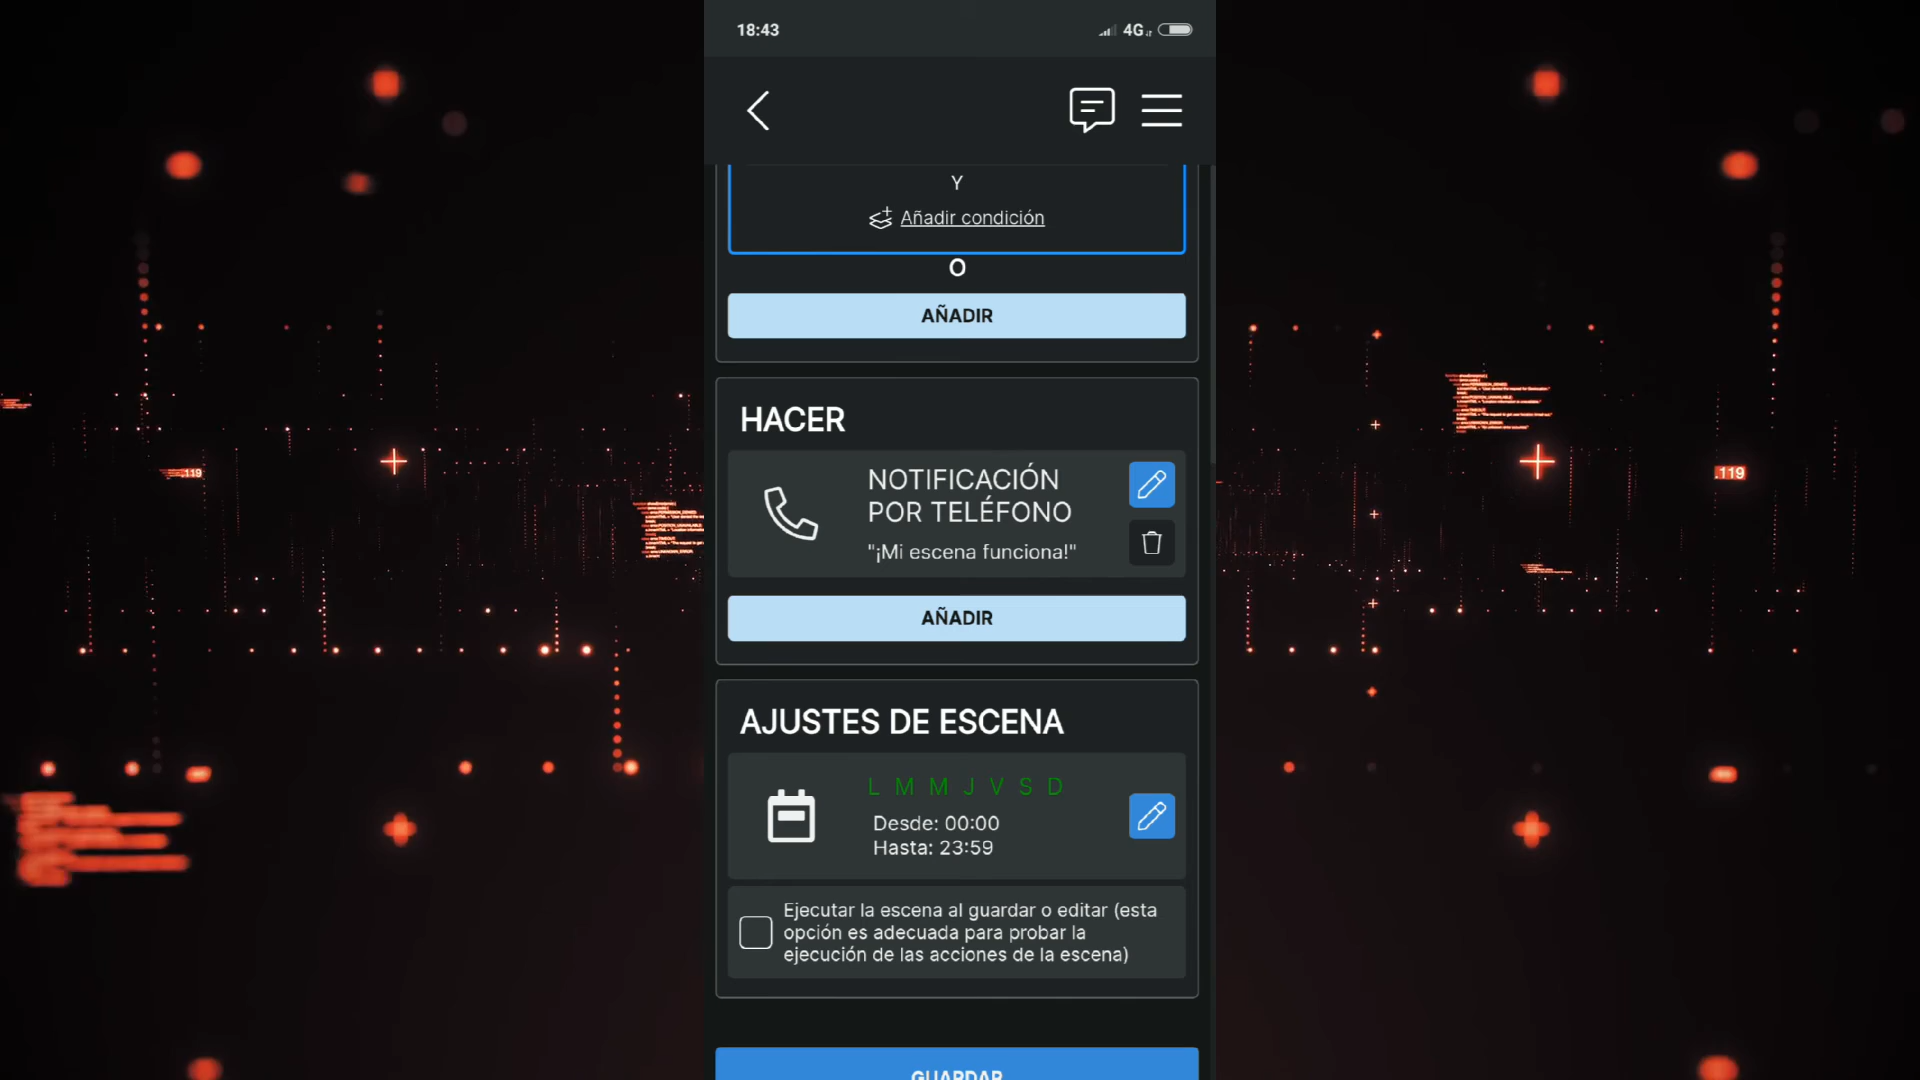 18:43
4G
Y
Añadir condición
O
AÑADIR
HACER
NOTIFICACIÓN
POR TELÉFONO
"¡Mi escena funciona!"
AÑADIR
AJUSTES DE ESCENA
L M M J V S D
Desde: 00:00
Hasta: 23:59
Ejecutar la escena al guardar o editar (esta
opción es adecuada para probar la
ejecución de las acciones de la escena)
GUARDAR
.119
.119